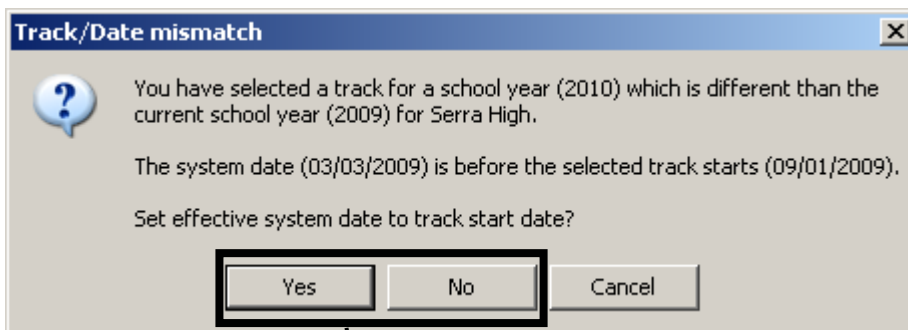 Track/Date mismatch
You have selected a track for a school year (2010) which is different than the
current school year (2009) for Serra High.
The system date (03/03/2009) is before the selected track starts (09/01/2009).
Set effective system date to track start date?
Yes No Cancel